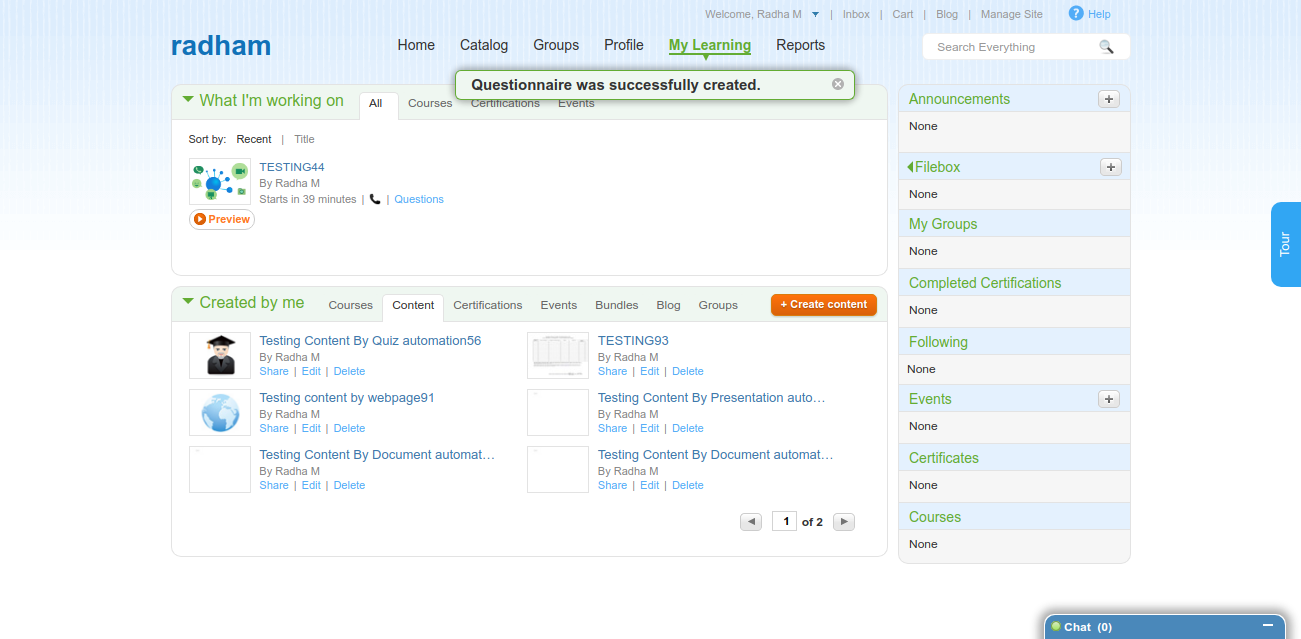 Welcome, Radha M | Inbox | Cart | Blog | Manage Site ? Help
radham
Home Catalog Groups Profile My Learning Reports
Search Everything
Questionnaire was successfully created.
What I'm working on All Courses Certifications Events
Sort by: Recent | Title
TESTING44
By Radha M
Starts in 39 minutes | | Questions
Preview
Created by me Courses Content Certifications Events Bundles Blog Groups + Create content
Testing Content By Quiz automation56
By Radha M
Share | Edit | Delete
TESTING93
By Radha M
Share | Edit | Delete
Testing content by webpage91
By Radha M
Share | Edit | Delete
Testing Content By Presentation auto…
By Radha M
Share | Edit | Delete
Testing Content By Document automat…
By Radha M
Share | Edit | Delete
Testing Content By Document automat…
By Radha M
Share | Edit | Delete
1 of 2
Announcements +
None
Filebox +
None
My Groups
None
Completed Certifications
None
Following
None
Events +
None
Certificates
None
Courses
None
Tour
Chat (0)